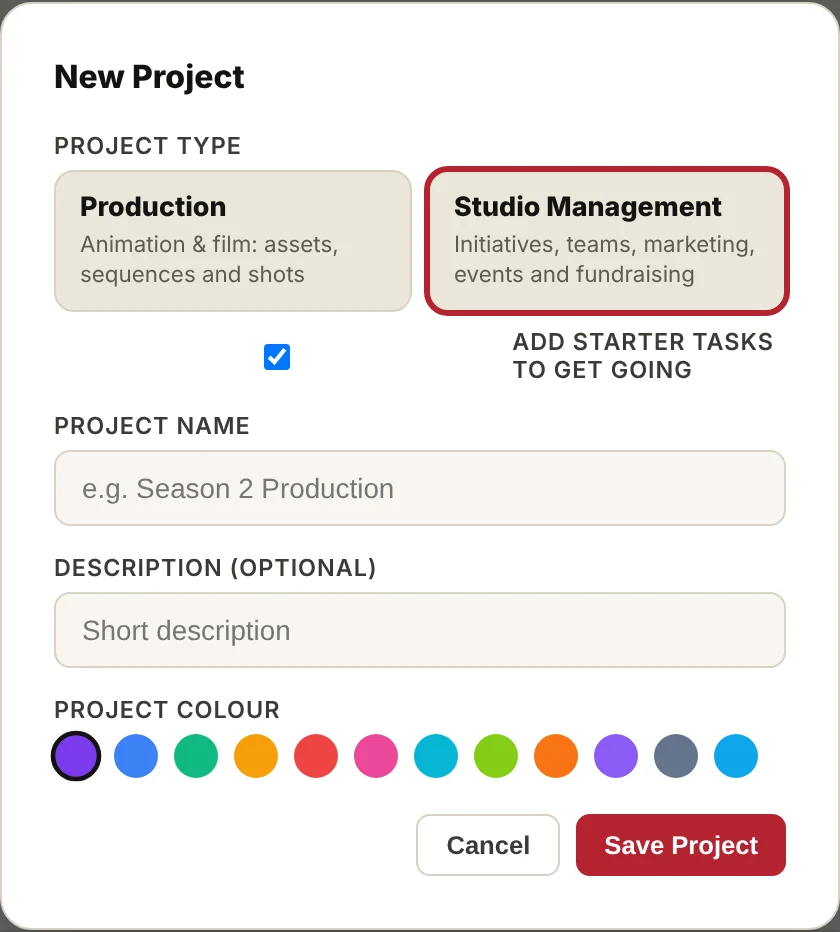 New Project
PROJECT TYPE
Production
Animation & film: assets,
sequences and shots
Studio Management
Initiatives, teams, marketing,
events and fundraising
ADD STARTER TASKS
TO GET GOING
PROJECT NAME
e.g. Season 2 Production
DESCRIPTION (OPTIONAL)
Short description
PROJECT COLOUR
Cancel
Save Project